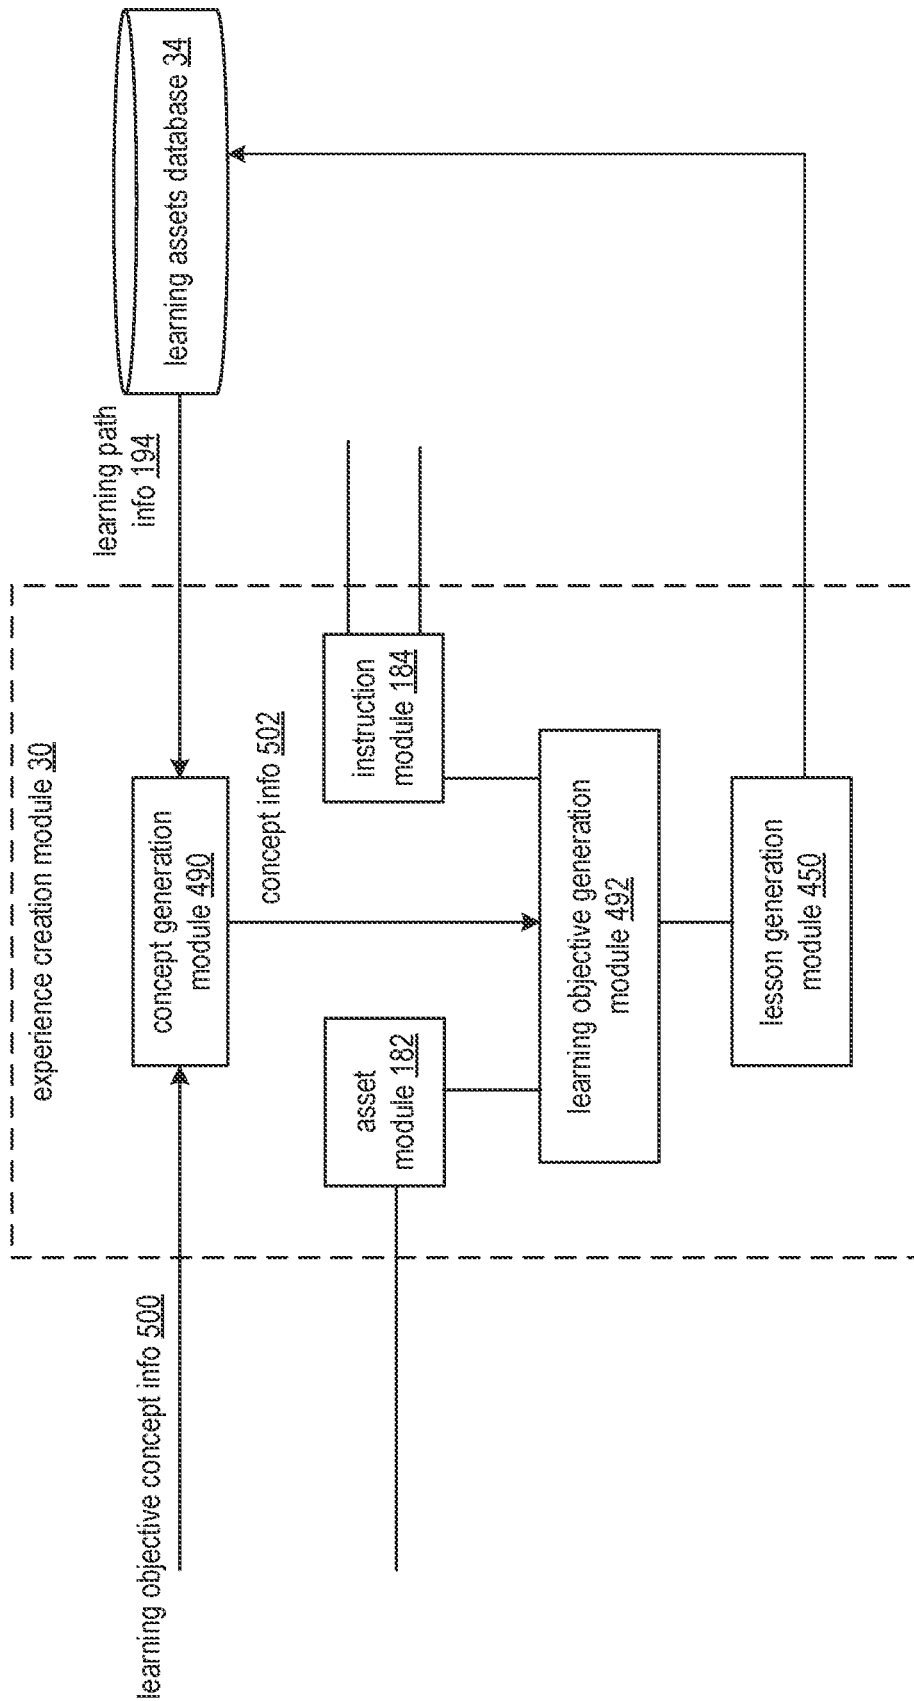 experience creation module 30
learning objective concept info 500
concept generation
module 490
learning path
info 194
learning assets database 34
concept info 502
asset
module 182
instruction
module 184
learning objective generation
module 492
lesson generation
module 450